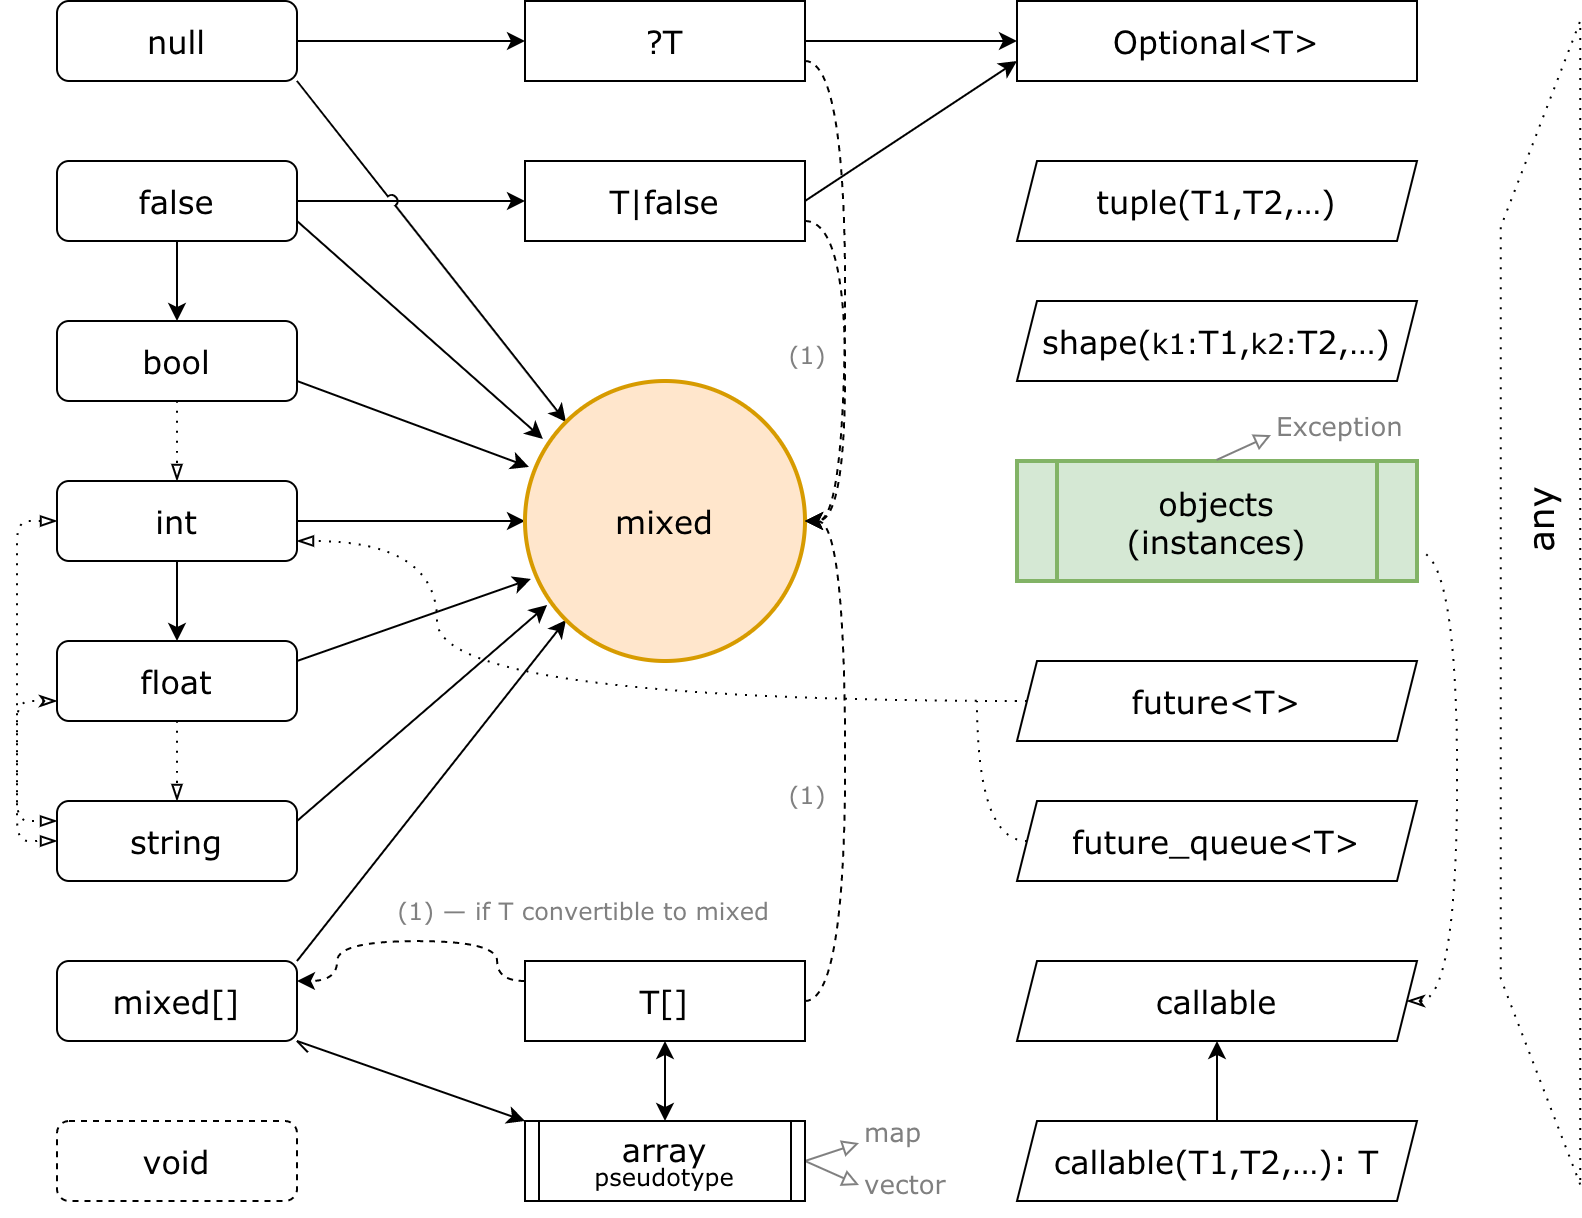 null
?T
Optional<T>
false
T|false
tuple(T1,T2,…)
bool
(1)
shape(k1:T1,k2:T2,…)
Exception
int
mixed
objects
(instances)
any
float
future<T>
(1)
string
future_queue<T>
(1) — if T convertible to mixed
mixed[]
T[]
callable
void
array
pseudotype
map
vector
callable(T1,T2,…): T